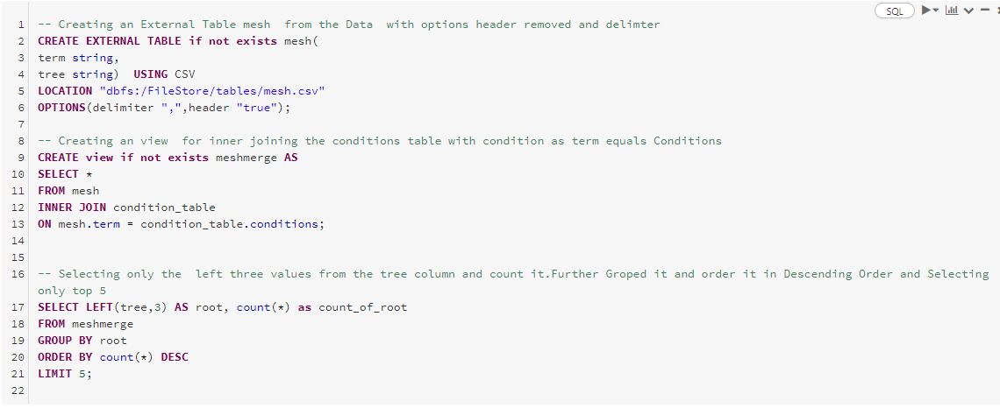 SQL
1 -- Creating an External Table mesh  from the Data  with options header removed and delimter
2 CREATE EXTERNAL TABLE if not exists mesh(
3 term string,
4 tree string)  USING CSV
5 LOCATION "dbfs:/FileStore/tables/mesh.csv"
6 OPTIONS(delimiter ",",header "true");
7
8 -- Creating an view  for inner joining the conditions table with condition as term equals Conditions
9 CREATE view if not exists meshmerge AS
10 SELECT *
11 FROM mesh
12 INNER JOIN condition_table
13 ON mesh.term = condition_table.conditions;
14
15
16 -- Selecting only the  left three values from the tree column and count it.Further Groped it and order it in Descending Order and Selecting
only top 5
17 SELECT LEFT(tree,3) AS root, count(*) as count_of_root
18 FROM meshmerge
19 GROUP BY root
20 ORDER BY count(*) DESC
21 LIMIT 5;
22